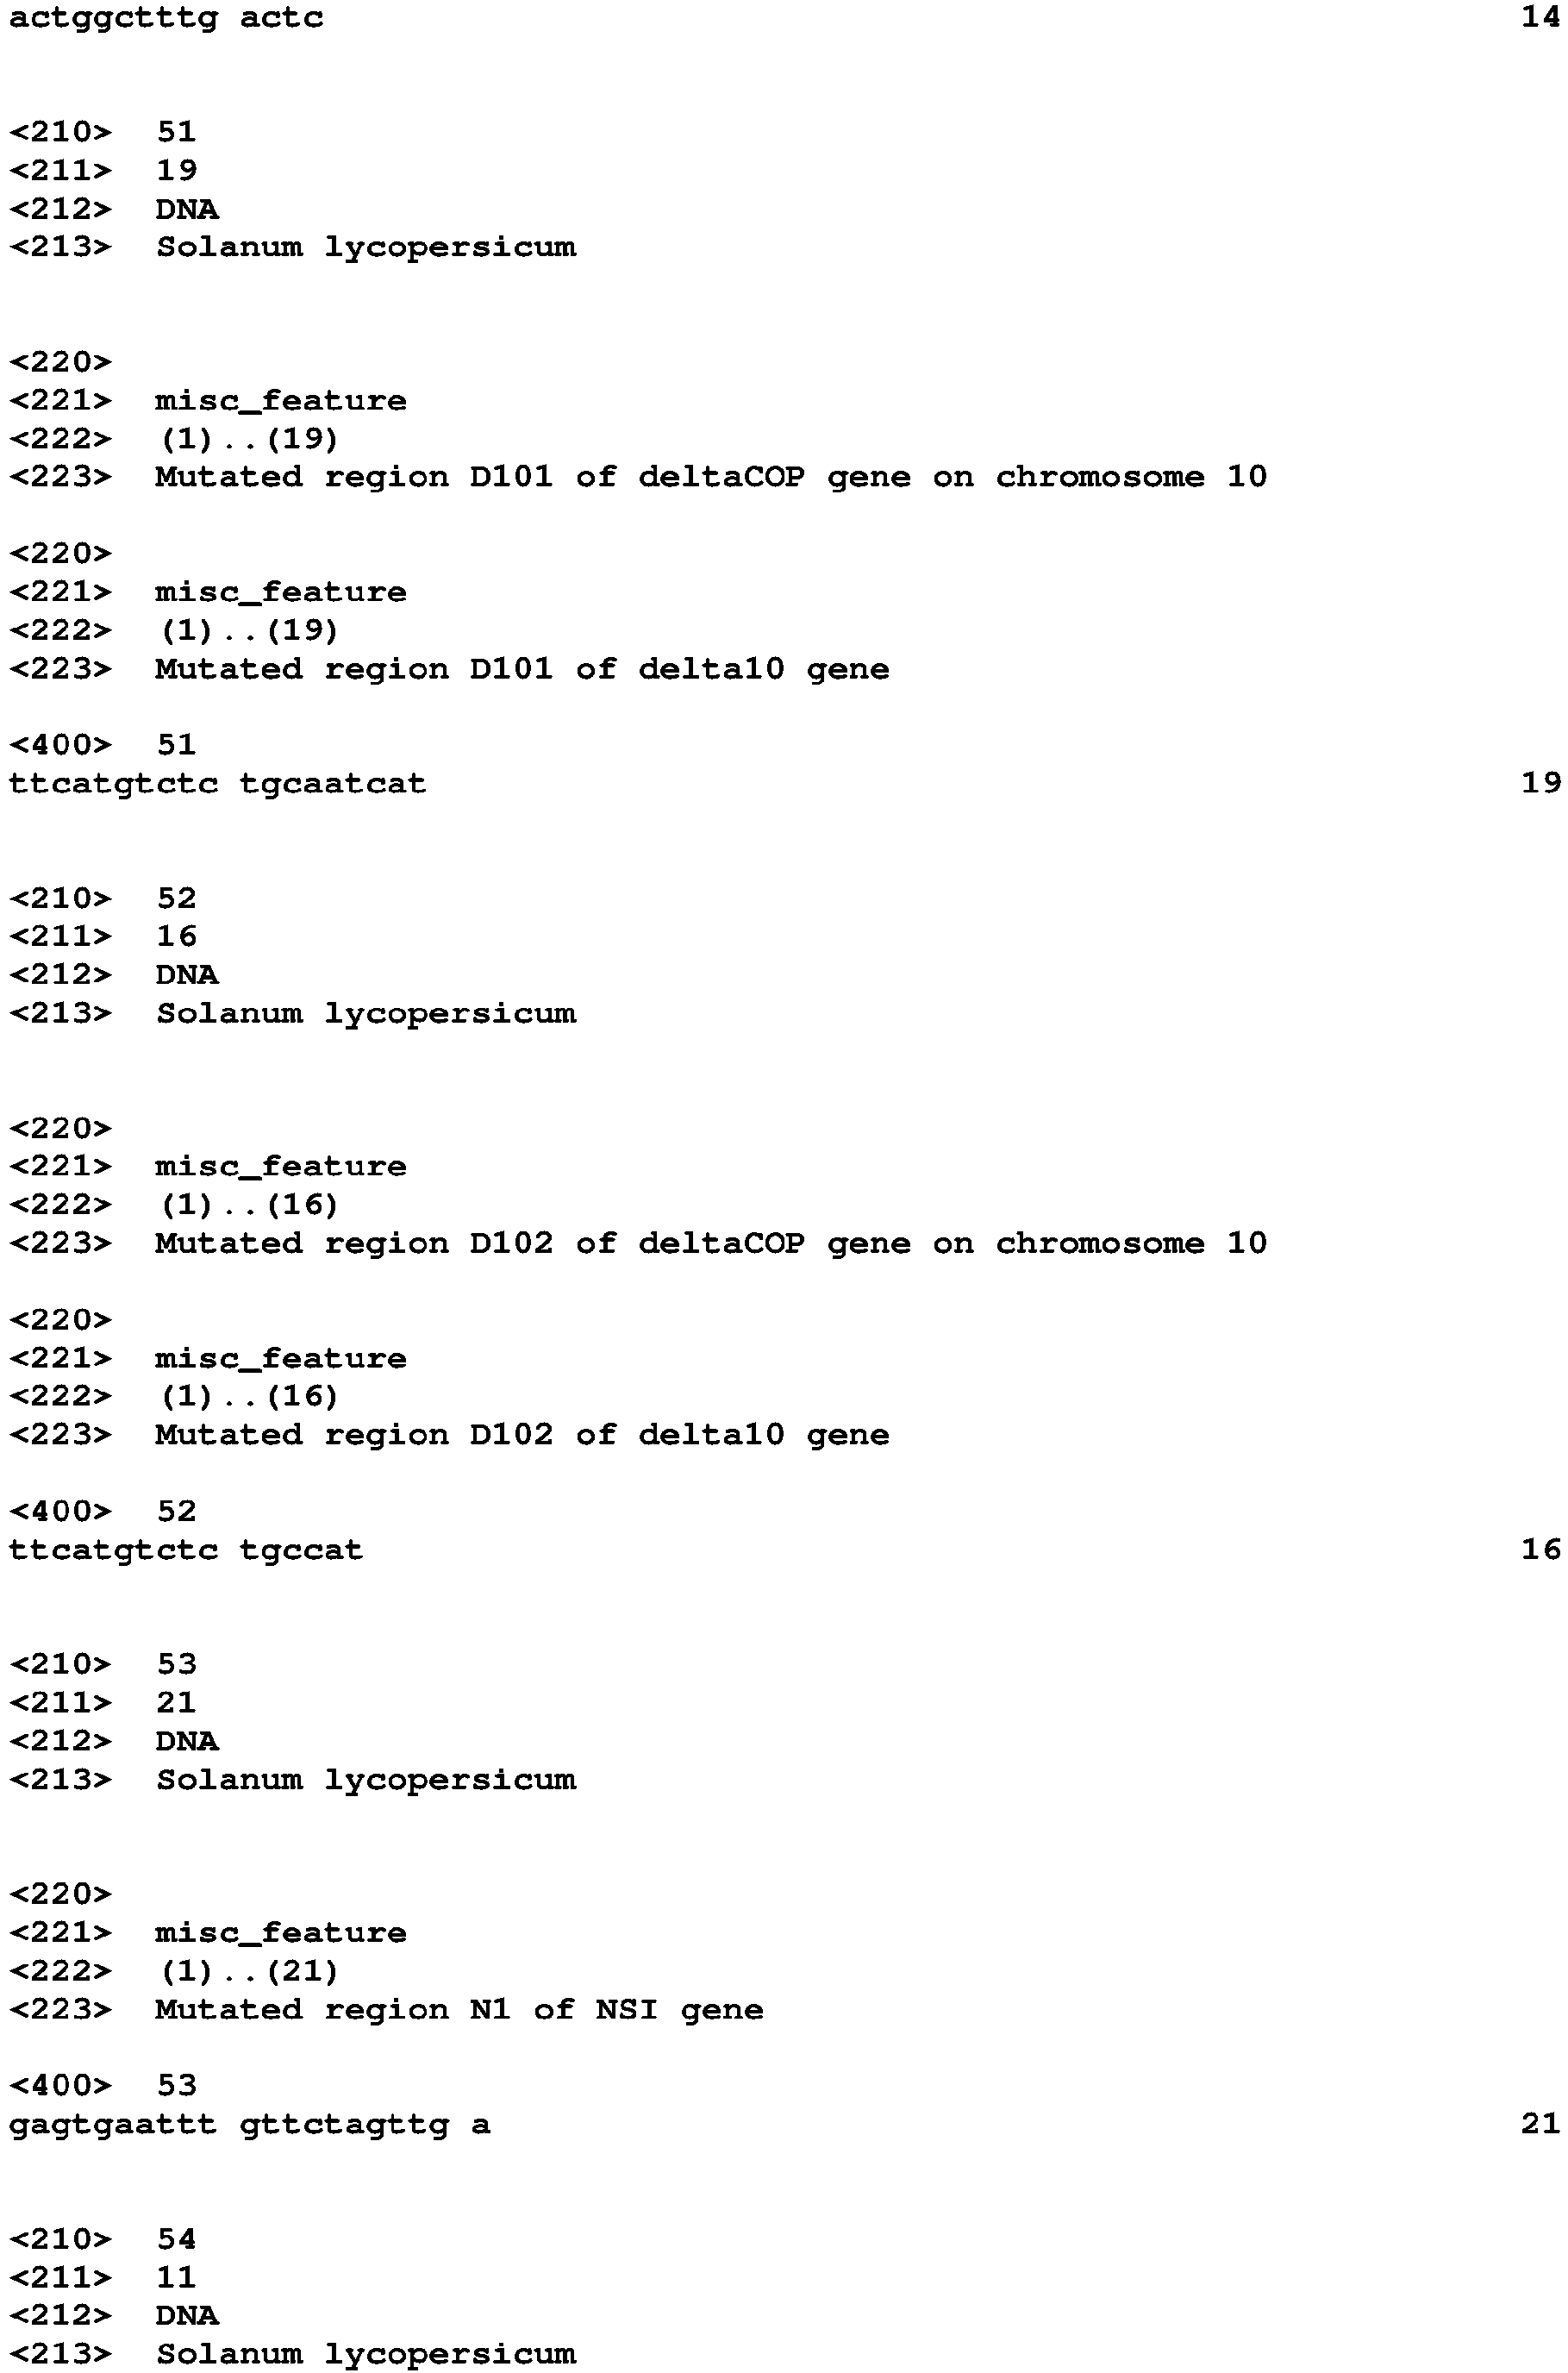 actggctttg actc 14
<210> 51
<211> 19
<212> DNA
<213> Solanum lycopersicum
<220>
<221> misc_feature
<222> (1)..(19)
<223> Mutated region D101 of deltaCOP gene on chromosome 10
<220>
<221> misc_feature
<222> (1)..(19)
<223> Mutated region D101 of delta10 gene
<400> 51
ttcatgtctc tgcaatcat 19
<210> 52
<211> 16
<212> DNA
<213> Solanum lycopersicum
<220>
<221> misc_feature
<222> (1)..(16)
<223> Mutated region D102 of deltaCOP gene on chromosome 10
<220>
<221> misc_feature
<222> (1)..(16)
<223> Mutated region D102 of delta10 gene
<400> 52
ttcatgtctc tgccat 16
<210> 53
<211> 21
<212> DNA
<213> Solanum lycopersicum
<220>
<221> misc_feature
<222> (1)..(21)
<223> Mutated region N1 of NSI gene
<400> 53
gagtgaattt gttctagttg a 21
<210> 54
<211> 11
<212> DNA
<213> Solanum lycopersicum